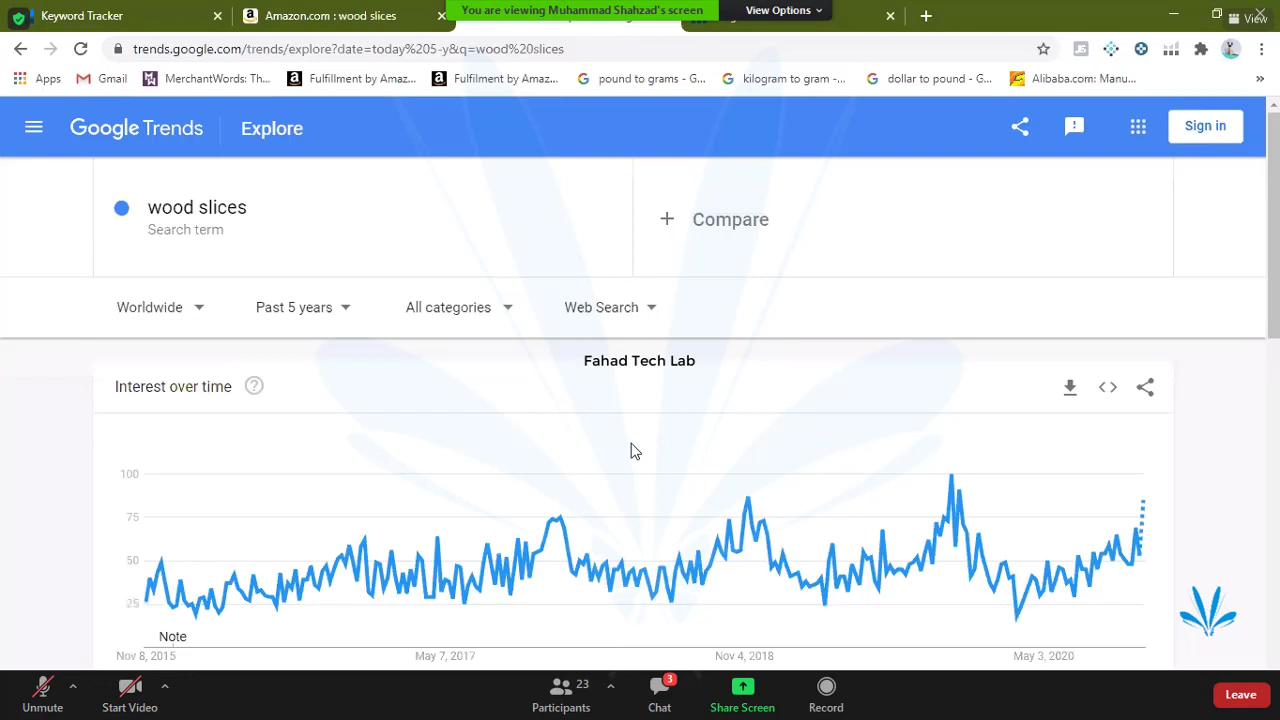 Keyword Tracker
Amazon.com : wood slices
You are viewing Muhammad Shahzad's screen
View Options
View
trends.google.com/trends/explore?date=today%205-y&q=wood%20slices
Apps
Gmail
MerchantWords: Th...
Fulfillment by Amaz...
Fulfilment by Amaz...
pound to grams - G...
kilogram to gram -...
dollar to pound - G...
Alibaba.com: Manu...
»
Google Trends
Explore
Sign in
wood slices
Search term
+ Compare
Worldwide
Past 5 years
All categories
Web Search
Fahad Tech Lab
Interest over time
100
75
50
25
Note
Nov 8, 2015
May 7, 2017
Nov 4, 2018
May 3, 2020
Unmute
Start Video
23
Participants
3
Chat
Share Screen
Record
Leave